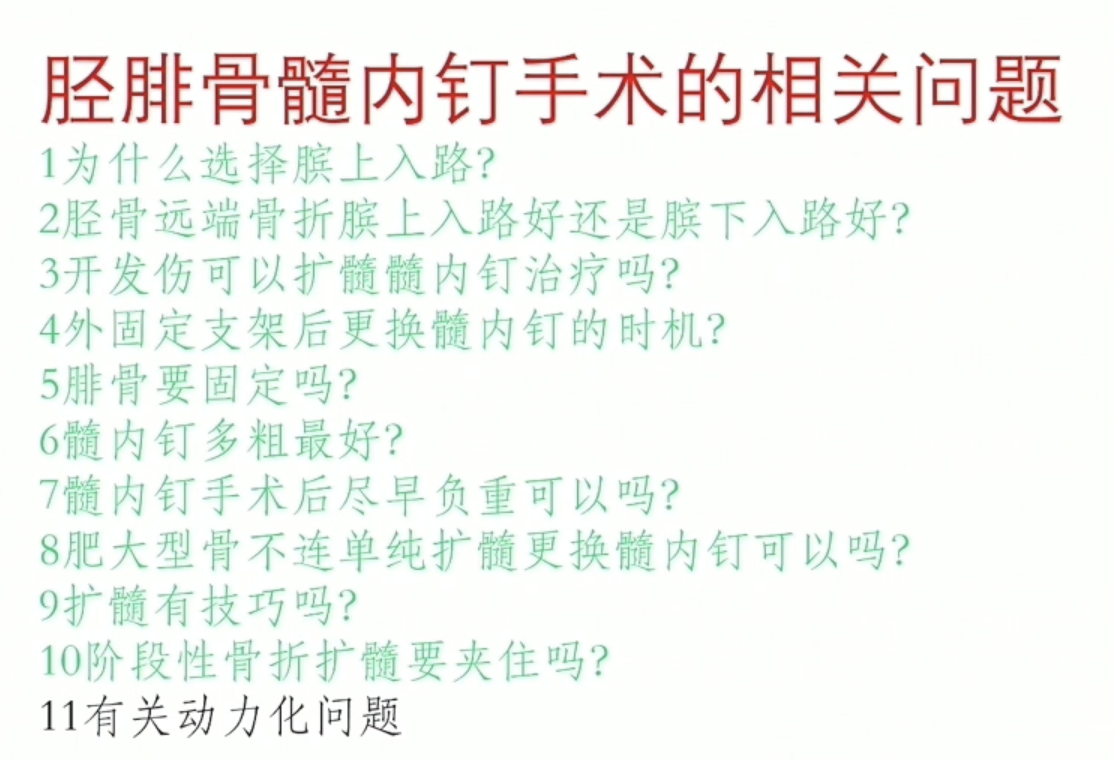 胫腓骨髓内钉手术的相关问题
1为什么选择膑上入路?
2胫骨远端骨折膑上入路好还是膑下入路好?
3开发伤可以扩髓髓内钉治疗吗?
4外固定支架后更换髓内钉的时机?
5腓骨要固定吗?
6髓内钉多粗最好?
7髓内钉手术后尽早负重可以吗?
8肥大型骨不连单纯扩髓更换髓内钉可以吗?
9扩髓有技巧吗?
10阶段性骨折扩髓要夹住吗?
11有关动力化问题